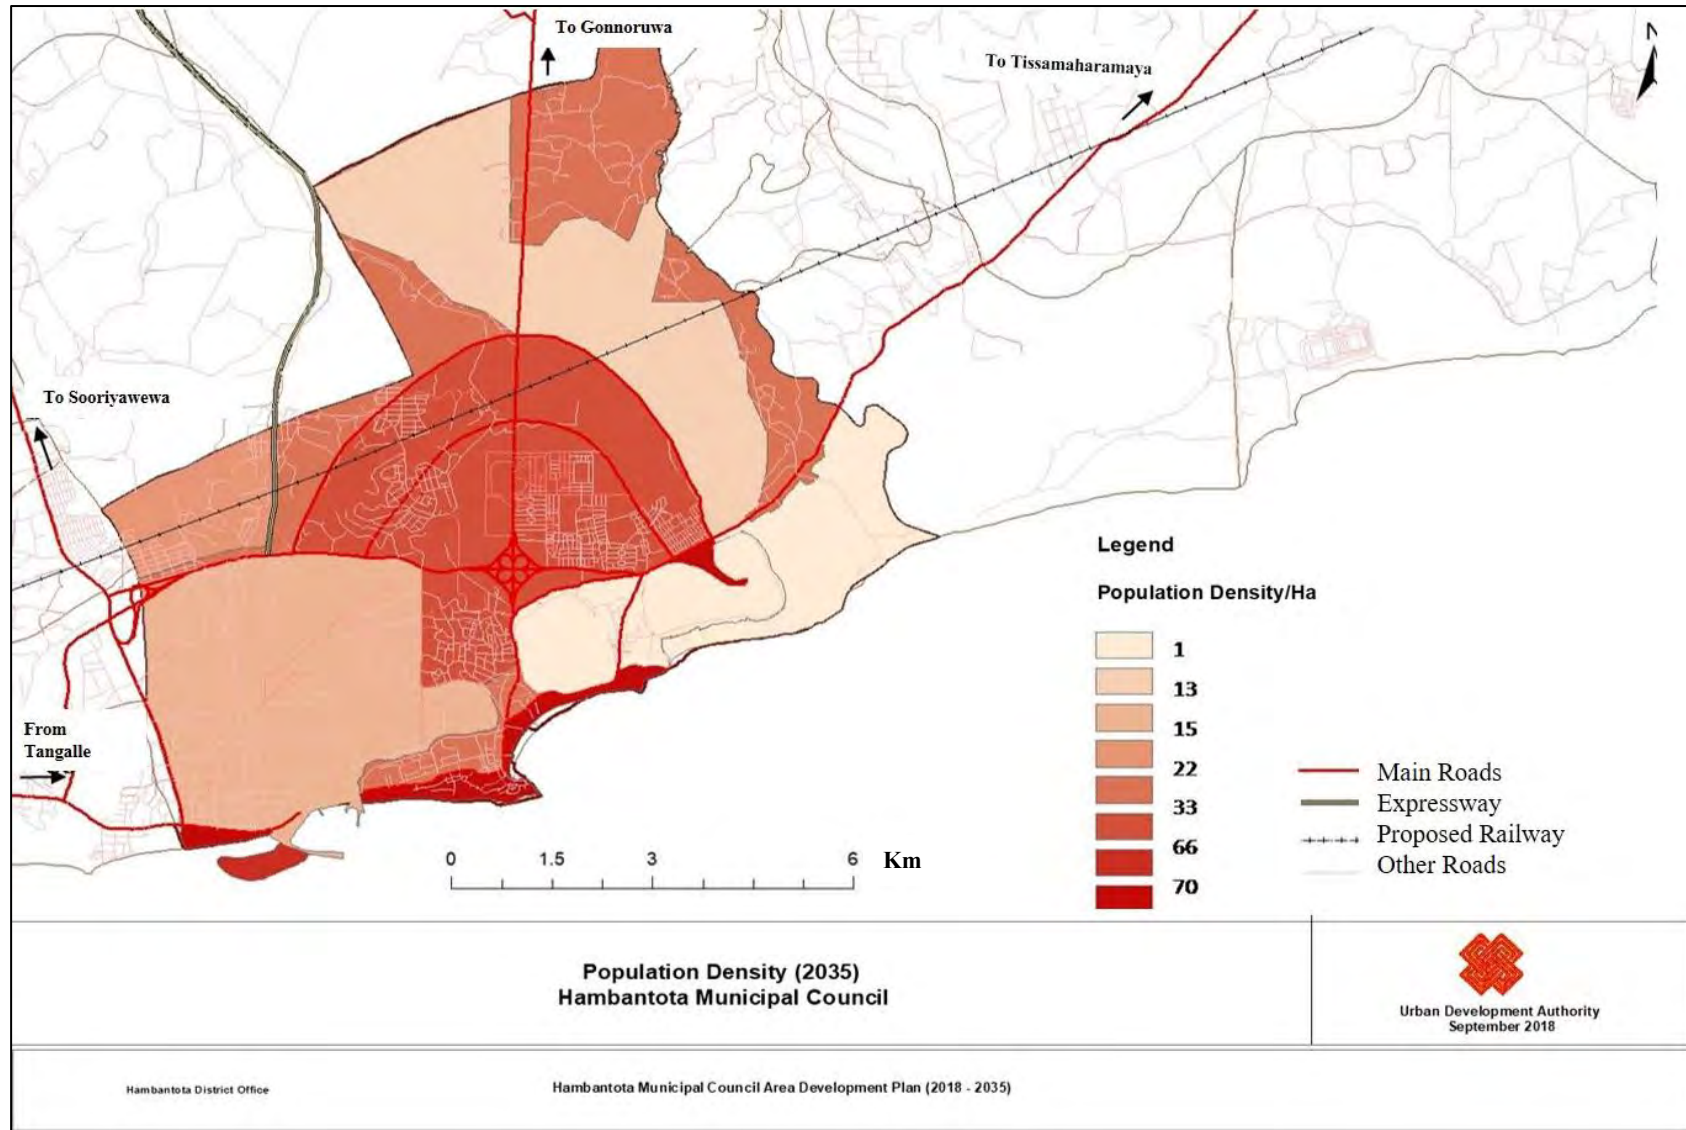 To Gonnoruwa
N
To Tissamaharamaya
To Sooriyawewa
From
Tangalle
Legend
Population Density/Ha
1
13
15
22
33
66
70
Main Roads
Expressway
Proposed Railway
Other Roads
0 1.5 3 6 Km
Population Density (2035)
Hambantota Municipal Council
Urban Development Authority
September 2018
Hambantota District Office
Hambantota Municipal Council Area Development Plan (2018 - 2035)